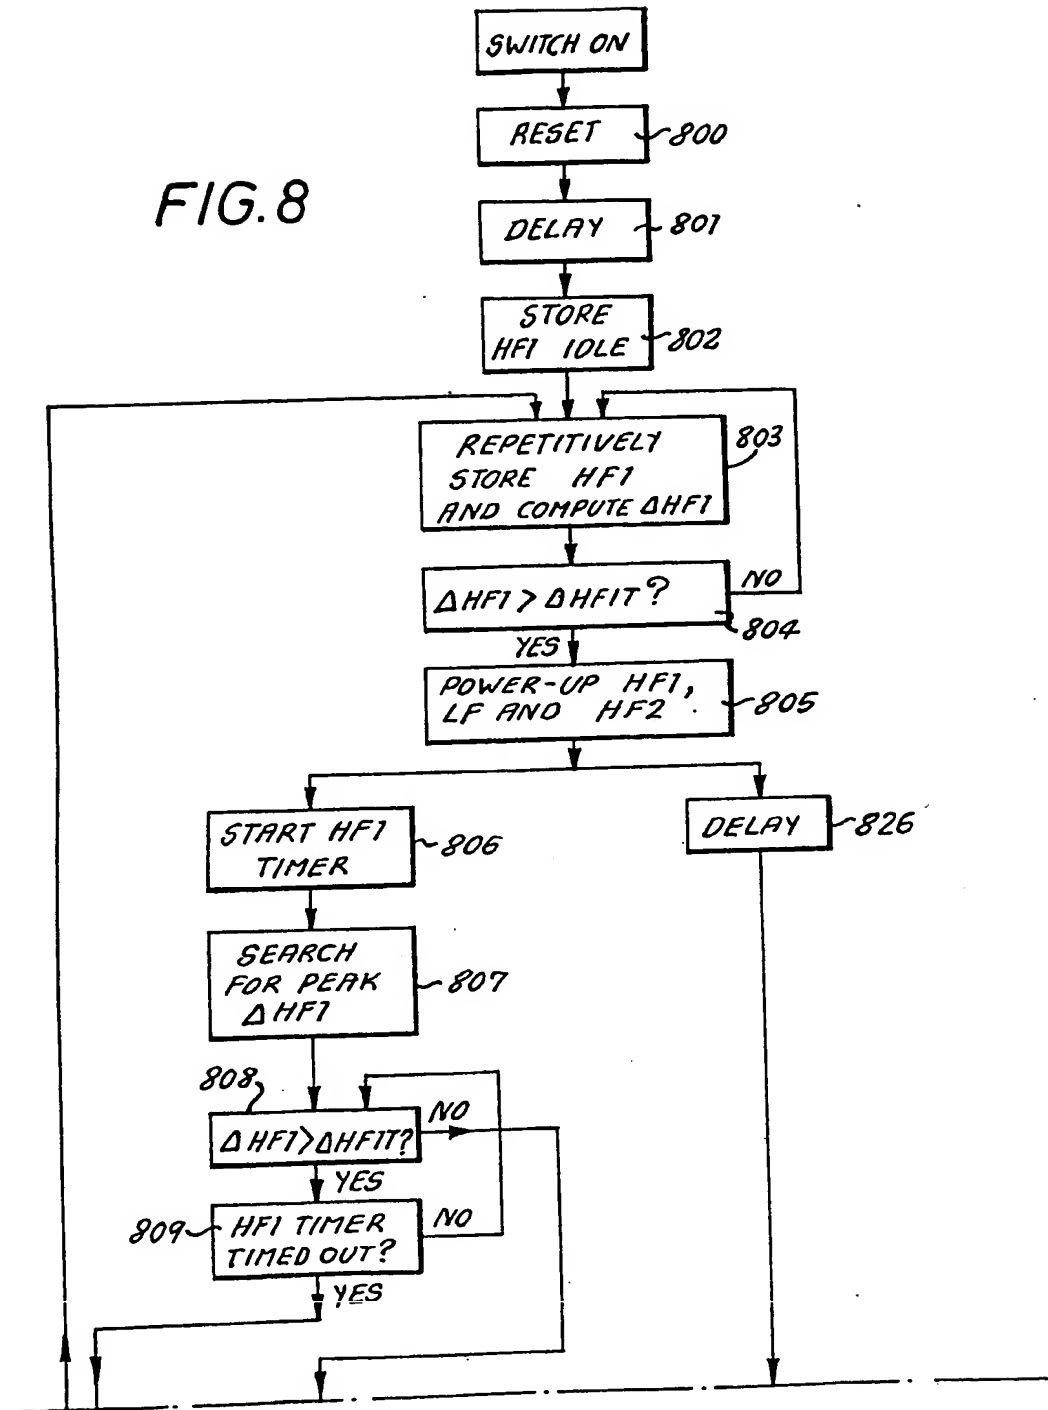 SWITCH ON
RESET
800
FIG.8
DELAY
801
STORE
HF1 IDLE
802
REPETITIVELY
STORE HF1
AND COMPUTE ΔHF1
803
ΔHF1 > ΔHF1T?
NO
804
YES
POWER-UP HF1,
LF AND HF2
805
START HF1
TIMER
806
DELAY
826
SEARCH
FOR PEAK
ΔHF1
807
808
ΔHF1>ΔHF1T?
NO
YES
809
HF1 TIMER
TIMED OUT?
NO
YES